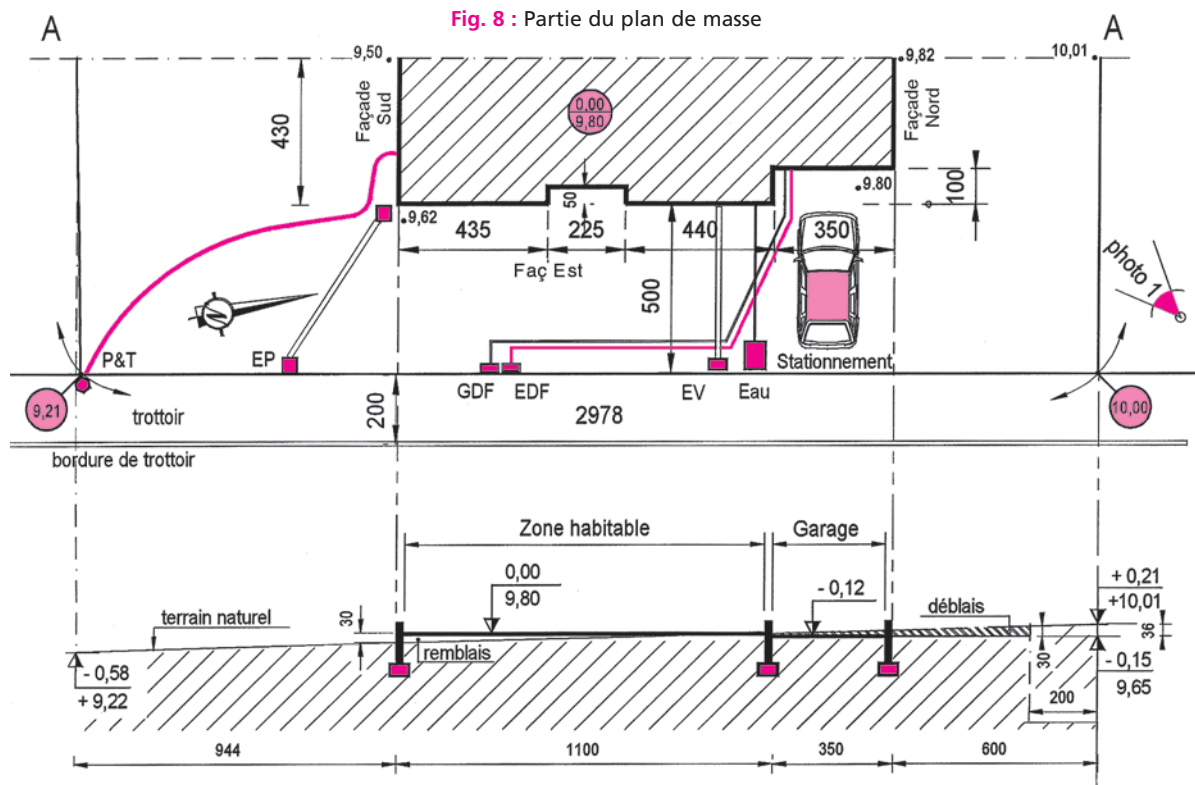 Fig. 8 : Partie du plan de masse
A
A
9,50
9,82
10,01
Façade
Sud
0,00
9,80
Façade
Nord
430
9,80
100
50
9,62
435
225
440
350
Faç Est
500
photo 1
N
P&T
EP
Stationnement
GDF
EDF
EV
Eau
9,21
trottoir
200
2978
10,00
bordure de trottoir
Zone habitable
Garage
0,00
9,80
- 0,12
+ 0,21
+10,01
déblais
terrain naturel
30
36
remblais
30
- 0,58
+ 9,22
- 0,15
9,65
200
944
1100
350
600